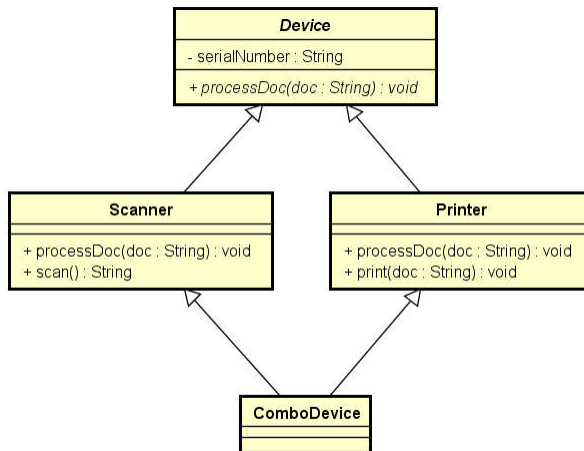 Device
- serialNumber : String
+ processDoc(doc : String) : void
Scanner
+ processDoc(doc : String) : void
+ scan() : String
Printer
+ processDoc(doc : String) : void
+ print(doc : String) : void
ComboDevice